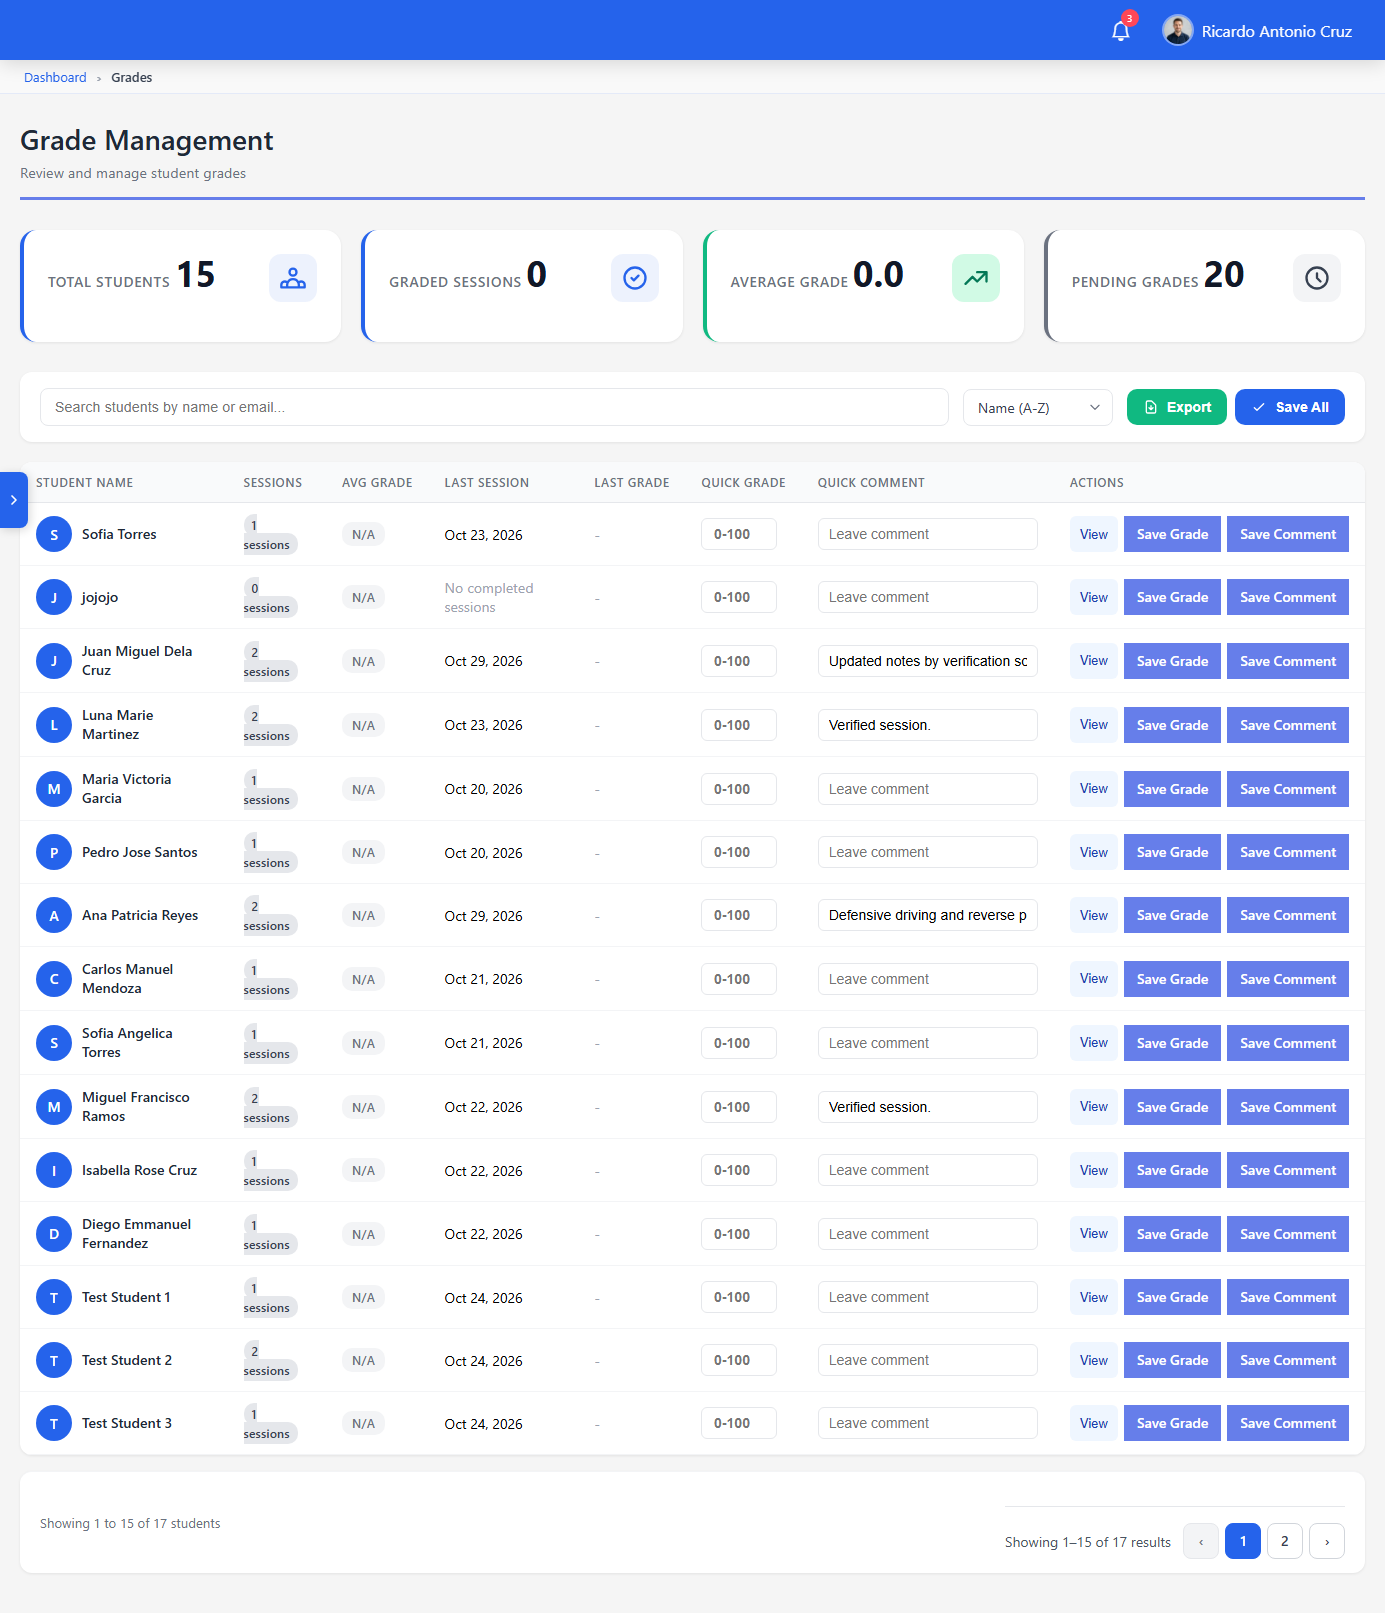 3
Ricardo Antonio Cruz
Dashboard › Grades
Grade Management
Review and manage student grades
TOTAL STUDENTS 15
GRADED SESSIONS 0
AVERAGE GRADE 0.0
PENDING GRADES 20
Search students by name or email...
Name (A-Z)
Export
Save All
STUDENT NAME SESSIONS AVG GRADE LAST SESSION LAST GRADE QUICK GRADE QUICK COMMENT ACTIONS
S Sofia Torres 1 sessions N/A Oct 23, 2026 - 0-100 Leave comment View Save Grade Save Comment
J jojojo 0 sessions N/A No completed sessions - 0-100 Leave comment View Save Grade Save Comment
J Juan Miguel Dela Cruz 2 sessions N/A Oct 29, 2026 - 0-100 Updated notes by verification sc View Save Grade Save Comment
L Luna Marie Martinez 2 sessions N/A Oct 23, 2026 - 0-100 Verified session. View Save Grade Save Comment
M Maria Victoria Garcia 1 sessions N/A Oct 20, 2026 - 0-100 Leave comment View Save Grade Save Comment
P Pedro Jose Santos 1 sessions N/A Oct 20, 2026 - 0-100 Leave comment View Save Grade Save Comment
A Ana Patricia Reyes 2 sessions N/A Oct 29, 2026 - 0-100 Defensive driving and reverse p View Save Grade Save Comment
C Carlos Manuel Mendoza 1 sessions N/A Oct 21, 2026 - 0-100 Leave comment View Save Grade Save Comment
S Sofia Angelica Torres 1 sessions N/A Oct 21, 2026 - 0-100 Leave comment View Save Grade Save Comment
M Miguel Francisco Ramos 2 sessions N/A Oct 22, 2026 - 0-100 Verified session. View Save Grade Save Comment
I Isabella Rose Cruz 1 sessions N/A Oct 22, 2026 - 0-100 Leave comment View Save Grade Save Comment
D Diego Emmanuel Fernandez 1 sessions N/A Oct 22, 2026 - 0-100 Leave comment View Save Grade Save Comment
T Test Student 1 1 sessions N/A Oct 24, 2026 - 0-100 Leave comment View Save Grade Save Comment
T Test Student 2 2 sessions N/A Oct 24, 2026 - 0-100 Leave comment View Save Grade Save Comment
T Test Student 3 1 sessions N/A Oct 24, 2026 - 0-100 Leave comment View Save Grade Save Comment
Showing 1 to 15 of 17 students
Showing 1–15 of 17 results ‹ 1 2 ›